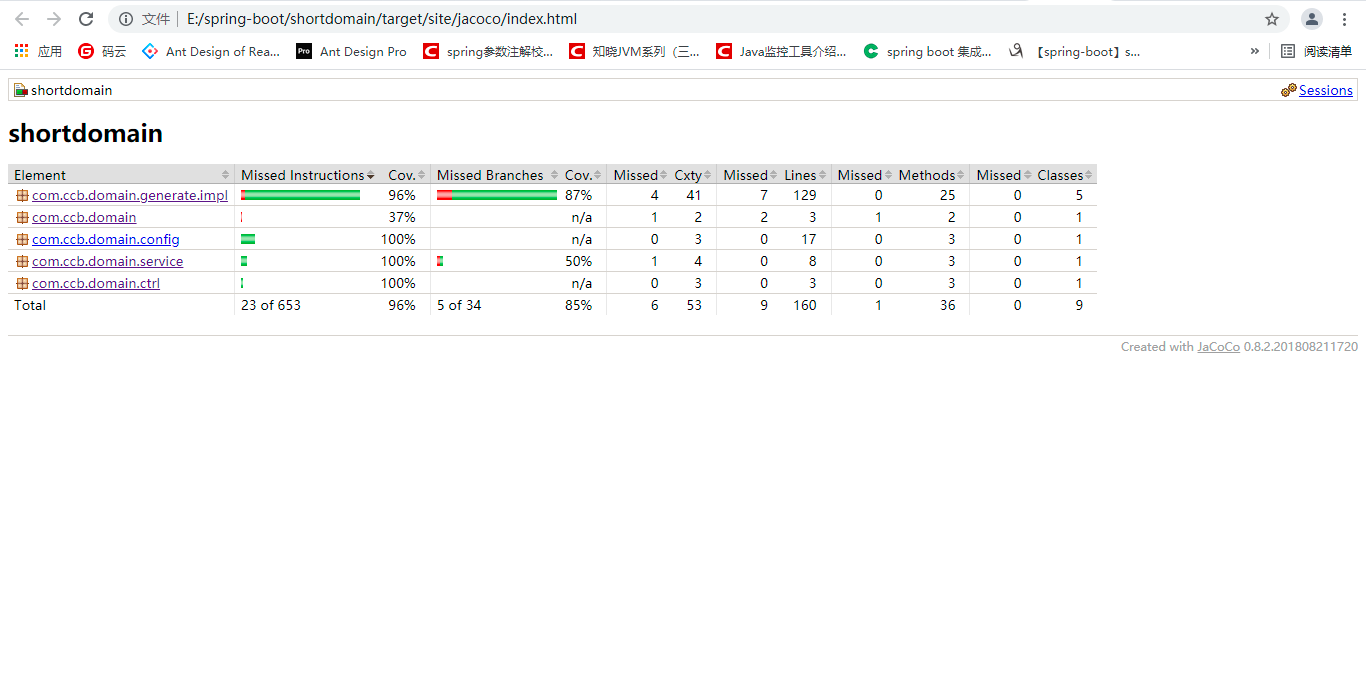 文件 E:/spring-boot/shortdomain/target/site/jacoco/index.html
应用 码云 Ant Design of Rea... Pro Ant Design Pro C spring参数注解校... C 知晓JVM系列（三... C Java监控工具介绍... C spring boot 集成... 【spring-boot】s... » 阅读清单
shortdomain Sessions
shortdomain
Element Missed Instructions Cov. Missed Branches Cov. Missed Cxty Missed Lines Missed Methods Missed Classes
com.ccb.domain.generate.impl 96% 87% 4 41 7 129 0 25 0 5
com.ccb.domain 37% n/a 1 2 2 3 1 2 0 1
com.ccb.domain.config 100% n/a 0 3 0 17 0 3 0 1
com.ccb.domain.service 100% 50% 1 4 0 8 0 3 0 1
com.ccb.domain.ctrl 100% n/a 0 3 0 3 0 3 0 1
Total 23 of 653 96% 5 of 34 85% 6 53 9 160 1 36 0 9
Created with JaCoCo 0.8.2.201808211720